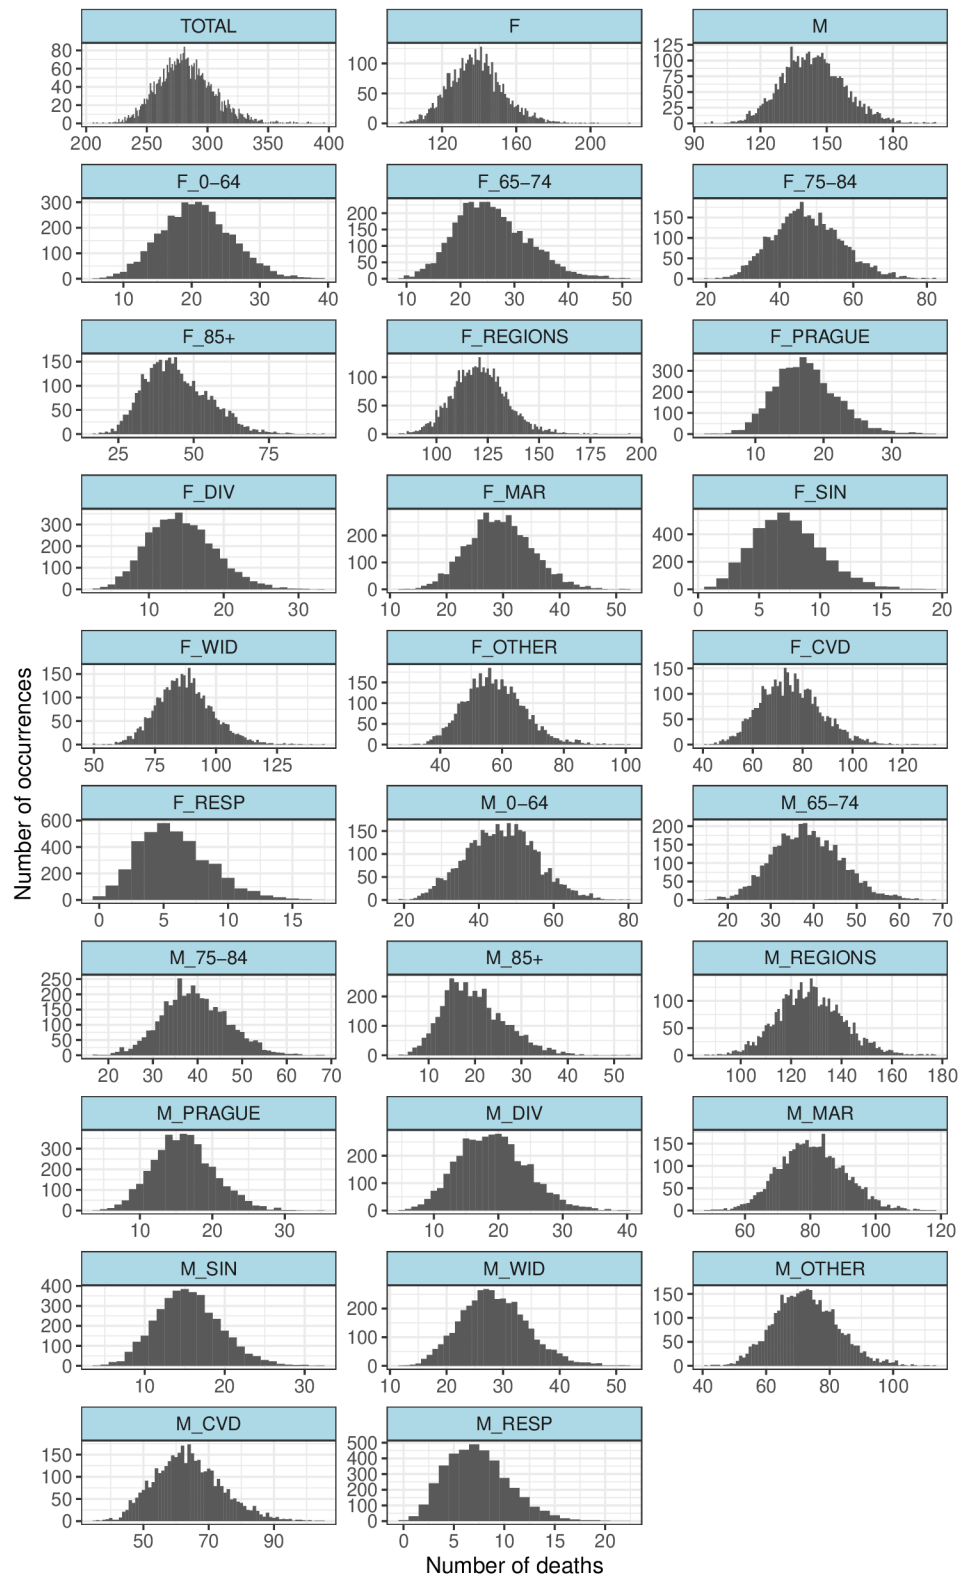 TOTAL F M
80 60 40 20 0
100 50 0
125 100 75 50 25 0
200 250 300 350 400
120 160 200
90 120 150 180
F_0−64 F_65−74 F_75−84
300 200 100 0
200 150 100 50 0
150 100 50 0
10 20 30 40
10 20 30 40 50
20 40 60 80
F_85+ F_REGIONS F_PRAGUE
150 100 50 0
100 50 0
300 200 100 0
25 50 75
100 125 150 175 200
10 20 30
F_DIV F_MAR F_SIN
300 200 100 0
200 100 0
400 200 0
10 20 30
10 20 30 40 50
0 5 10 15 20
F_WID F_OTHER F_CVD
150 100 50 0
150 100 50 0
150 100 50 0
50 75 100 125
40 60 80 100
40 60 80 100 120
Number of occurrences
F_RESP M_0−64 M_65−74
600 400 200 0
150 100 50 0
200 150 100 50 0
0 5 10 15
20 40 60 80
20 30 40 50 60 70
M_75−84 M_85+ M_REGIONS
250 200 150 100 50 0
200 100 0
100 50 0
20 30 40 50 60 70
10 20 30 40 50
100 120 140 160 180
M_PRAGUE M_DIV M_MAR
300 200 100 0
200 100 0
150 100 50 0
10 20 30
10 20 30 40
60 80 100 120
M_SIN M_WID M_OTHER
400 300 200 100 0
200 100 0
150 100 50 0
10 20 30
10 20 30 40 50
40 60 80 100
M_CVD M_RESP
150 100 50 0
500 400 300 200 100 0
50 70 90
0 5 10 15 20
Number of deaths